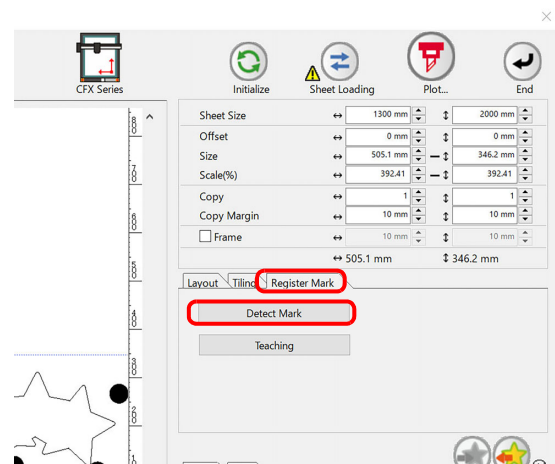 CFX Series Initialize Sheet Loading Plot... End
Sheet Size ↔ 1300 mm ↕ 2000 mm
Offset ↔ 0 mm ↕ 0 mm
Size ↔ 505.1 mm ↕ 346.2 mm
Scale(%) ↔ 392.41 ↕ 392.41
Copy ↔ 1 ↕ 1
Copy Margin ↔ 10 mm ↕ 10 mm
Frame ↔ 10 mm ↕ 10 mm
↔ 505.1 mm ↕ 346.2 mm
Layout Tiling Register Mark
Detect Mark
Teaching